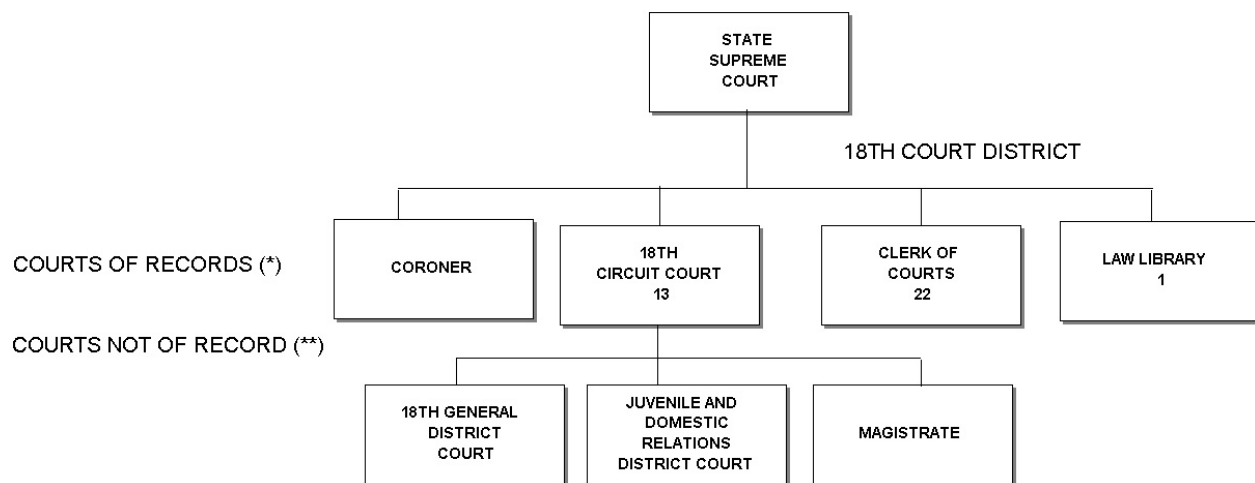 STATE
SUPREME
COURT
18TH COURT DISTRICT
COURTS OF RECORDS (*)
CORONER
18TH
CIRCUIT COURT
13
CLERK OF
COURTS
22
LAW LIBRARY
1
COURTS NOT OF RECORD (**)
18TH GENERAL
DISTRICT
COURT
JUVENILE AND
DOMESTIC
RELATIONS
DISTRICT COURT
MAGISTRATE